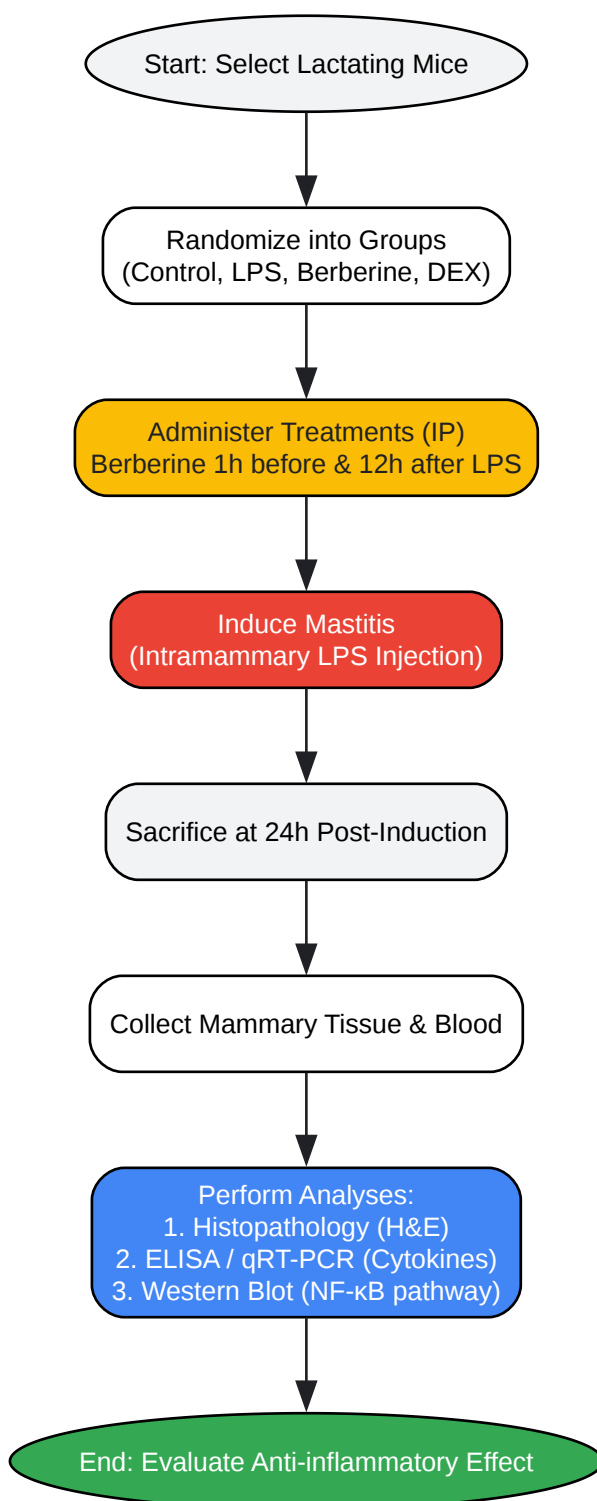 Start: Select Lactating Mice
Randomize into Groups
(Control, LPS, Berberine, DEX)
Administer Treatments (IP)
Berberine 1h before & 12h after LPS
Induce Mastitis
(Intramammary LPS Injection)
Sacrifice at 24h Post-Induction
Collect Mammary Tissue & Blood
Perform Analyses:
1. Histopathology (H&E)
2. ELISA / qRT-PCR (Cytokines)
3. Western Blot (NF-κB pathway)
End: Evaluate Anti-inflammatory Effect